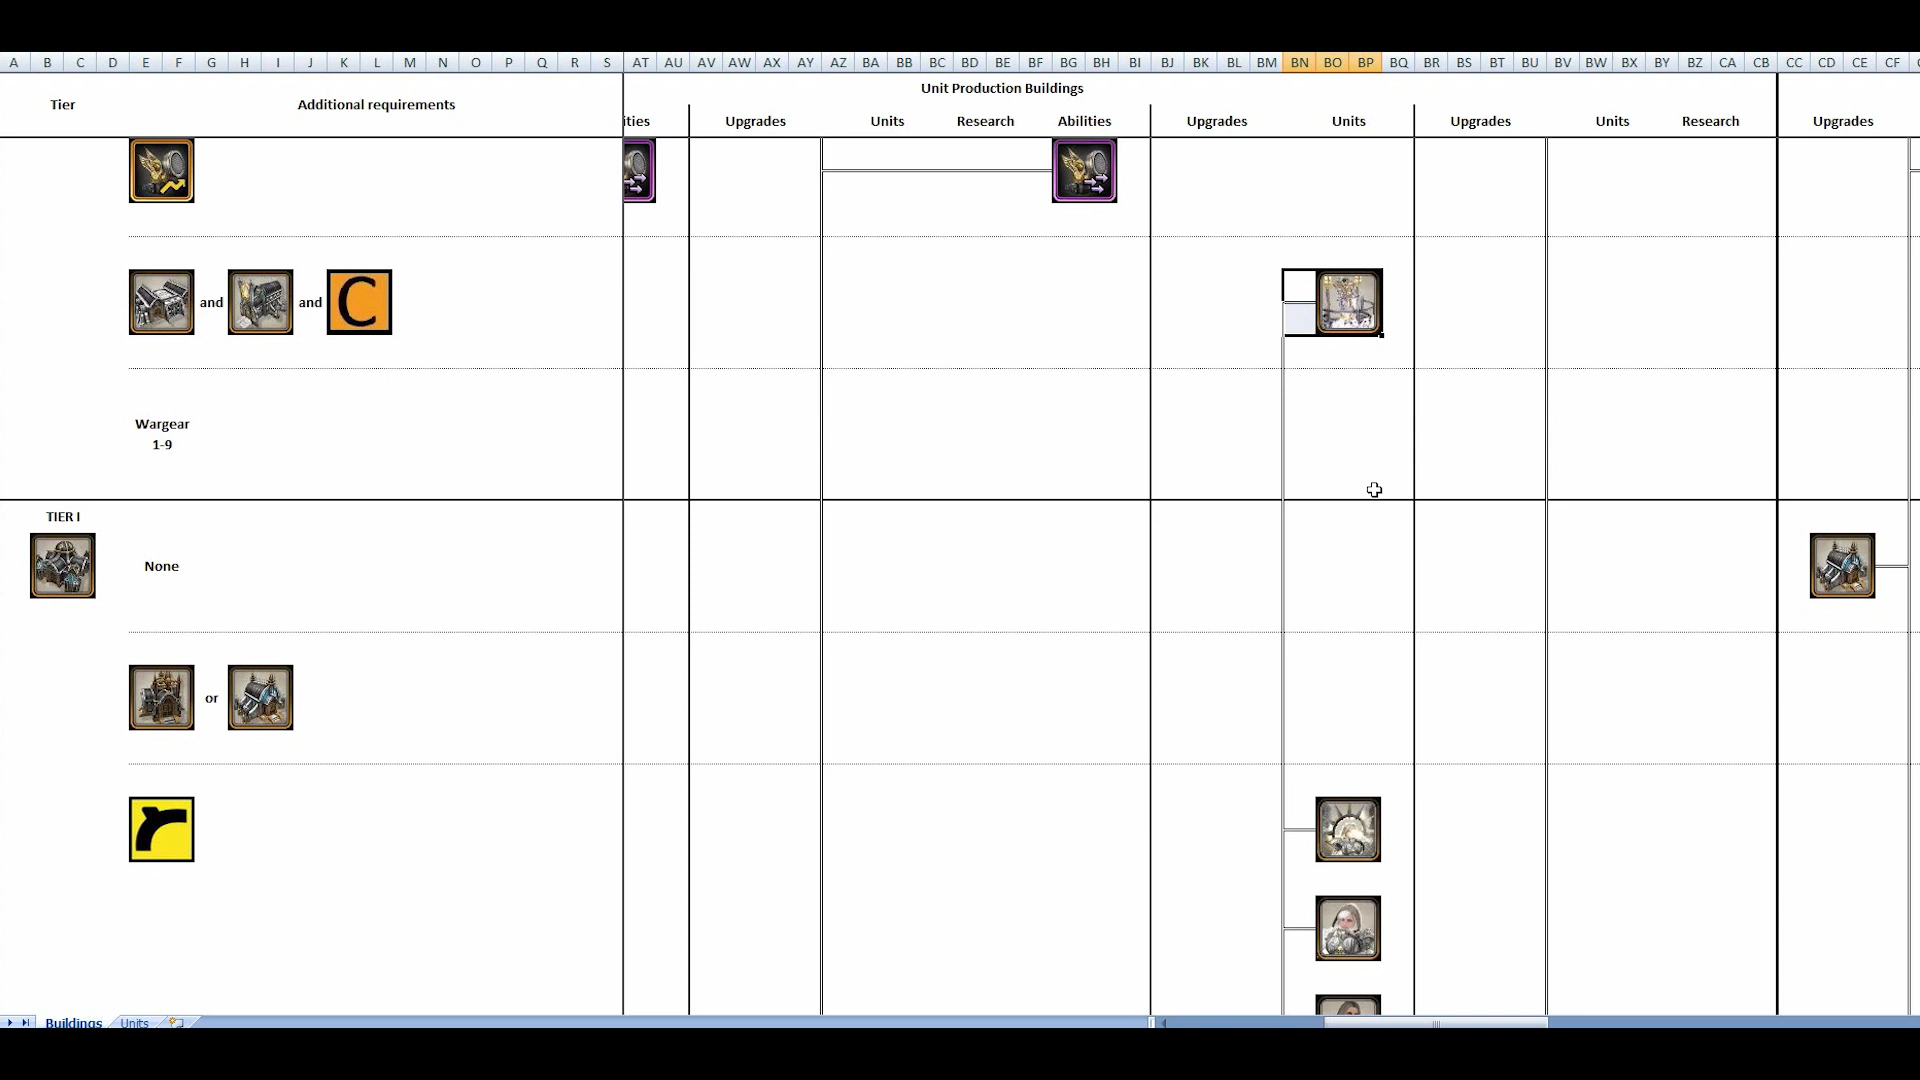 A B C D E F G H I J K L M N O P Q R S AT AU AV AW AX AY AZ BA BB BC BD BE BF BG BH BI BJ BK BL BM BN BO BP BQ BR BS BT BU BV BW BX BY BZ CA CB CC CD CE CF
Unit Production Buildings
Tier Additional requirements
ities Upgrades Units Research Abilities Upgrades Units Upgrades Units Research Upgrades
and and C
Wargear
1-9
TIER I
None
or
Buildings Units